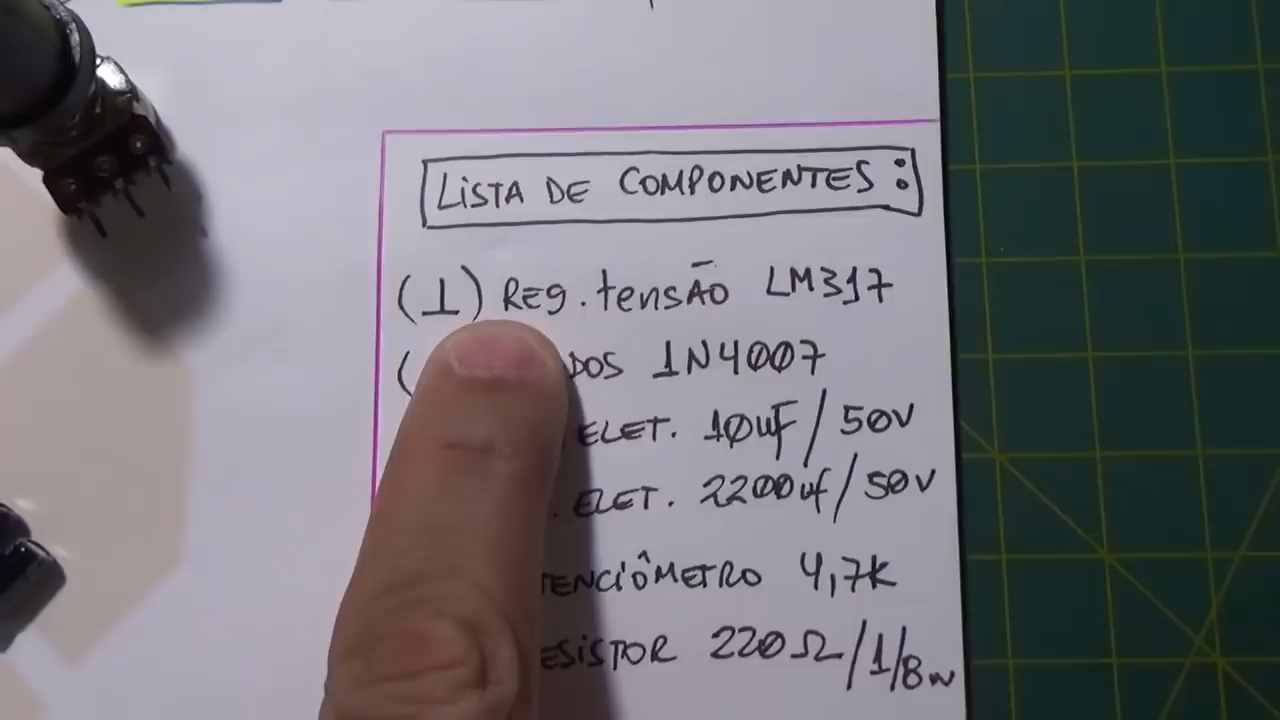 LISTA DE COMPONENTES:
(1) REG. tensão LM317
DOS 1N4007
ELET. 10uF/50V
. ELET. 2200uf/50V
TENCIÔMETRO 4,7K
ESISTOR 220Ω/1/8W